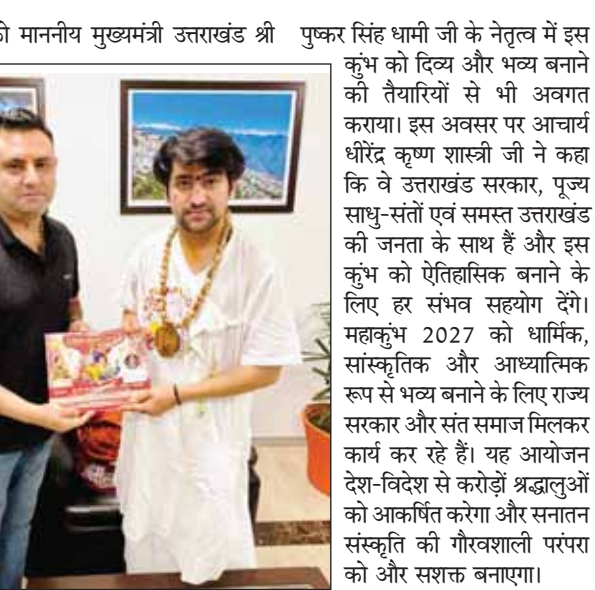 माननीय मुख्यमंत्री उत्तराखंड श्री
पुष्कर सिंह धामी जी के नेतृत्व में इस
कुंभ को दिव्य और भव्य बनाने
की तैयारियों से भी अवगत
कराया। इस अवसर पर आचार्य
धीरेंद्र कृष्ण शास्त्री जी ने कहा
कि वे उत्तराखंड सरकार, पूज्य
साधु-संतों एवं समस्त उत्तराखंड
की जनता के साथ हैं और इस
कुंभ को ऐतिहासिक बनाने के
लिए हर संभव सहयोग देंगे।
महाकुंभ 2027 को धार्मिक,
सांस्कृतिक और आध्यात्मिक
रूप से भव्य बनाने के लिए राज्य
सरकार और संत समाज मिलकर
कार्य कर रहे हैं। यह आयोजन
देश-विदेश से करोड़ों श्रद्धालुओं
को आकर्षित करेगा और सनातन
संस्कृति की गौरवशाली परंपरा
को और सशक्त बनाएगा।